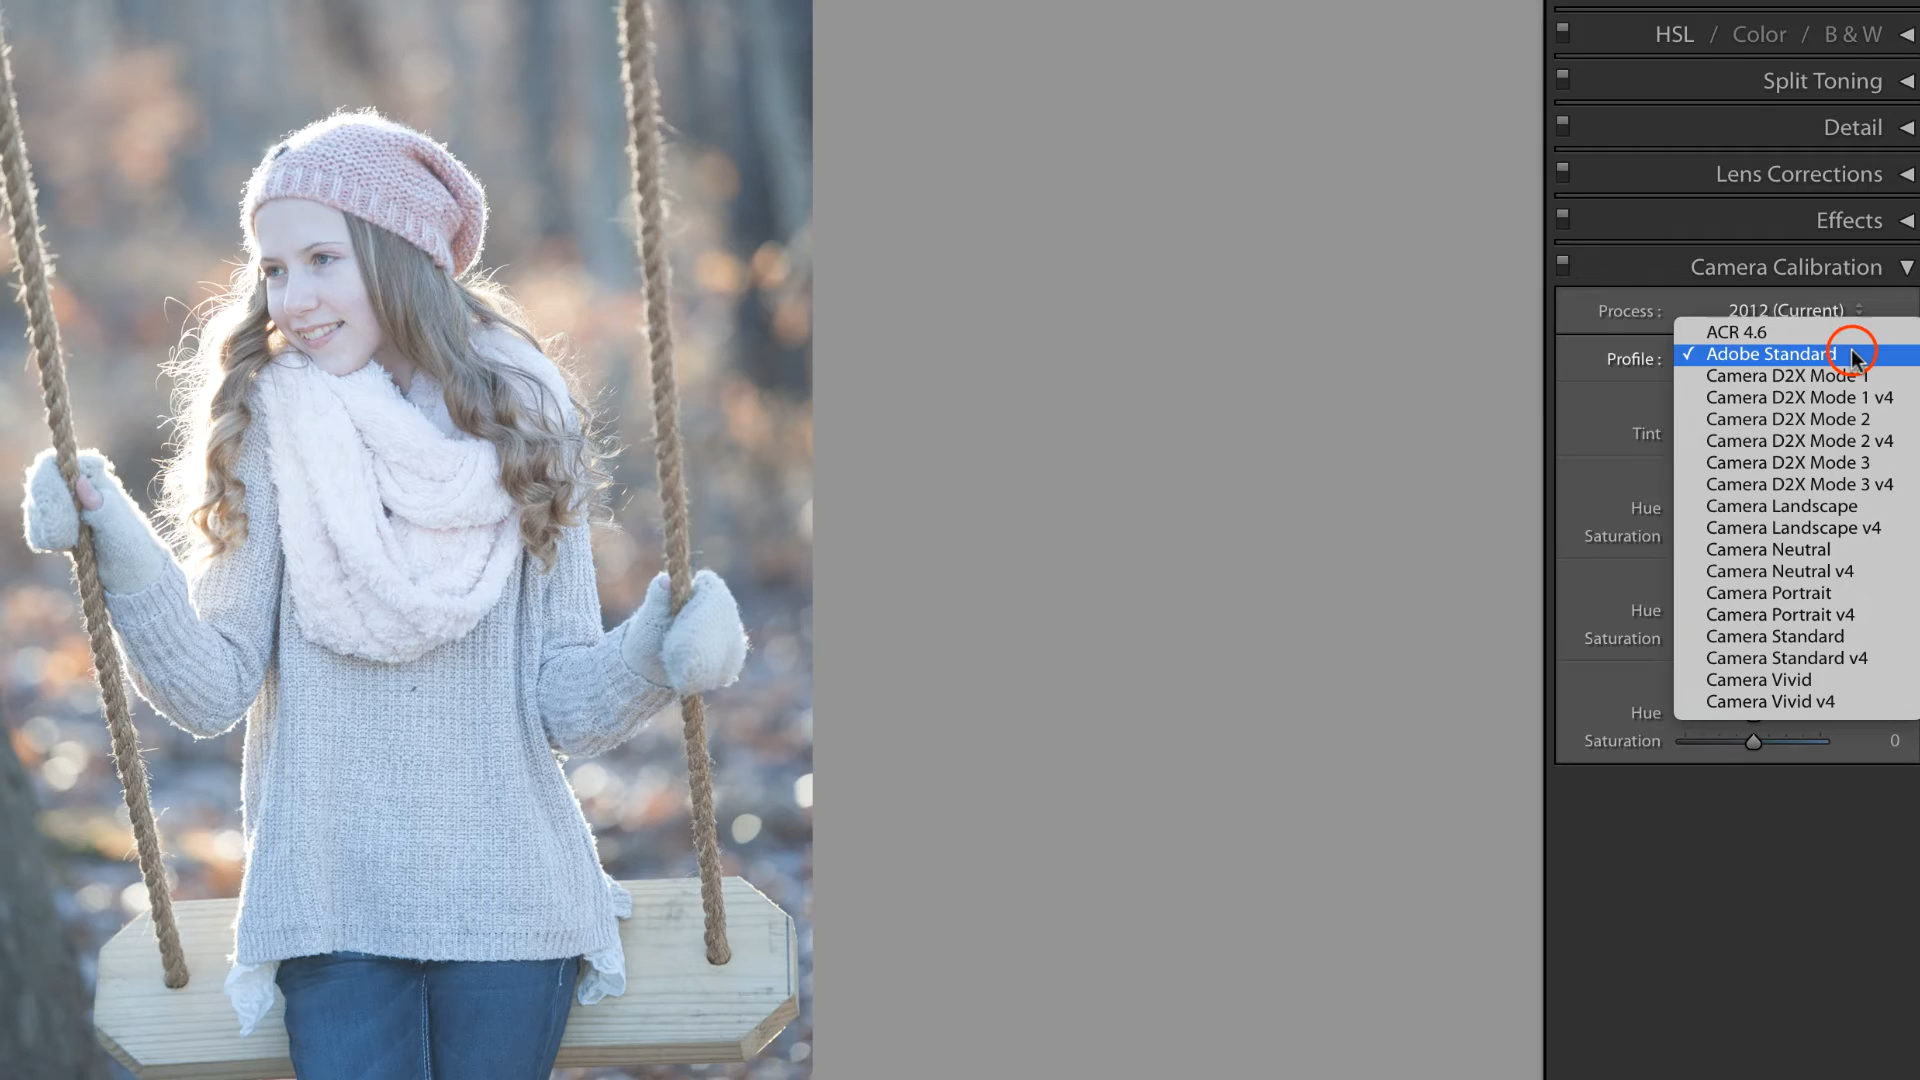 HSL / Color / B & W
Split Toning
Detail
Lens Corrections
Effects
Camera Calibration
Process : 2012 (Current)
ACR 4.6
Profile : ✓ Adobe Standard
Camera D2X Mode 1
Camera D2X Mode 1 v4
Camera D2X Mode 2
Tint
Camera D2X Mode 2 v4
Camera D2X Mode 3
Camera D2X Mode 3 v4
Hue
Camera Landscape
Camera Landscape v4
Saturation
Camera Neutral
Camera Neutral v4
Camera Portrait
Hue
Camera Portrait v4
Saturation
Camera Standard
Camera Standard v4
Camera Vivid
Camera Vivid v4
Hue
Saturation 0